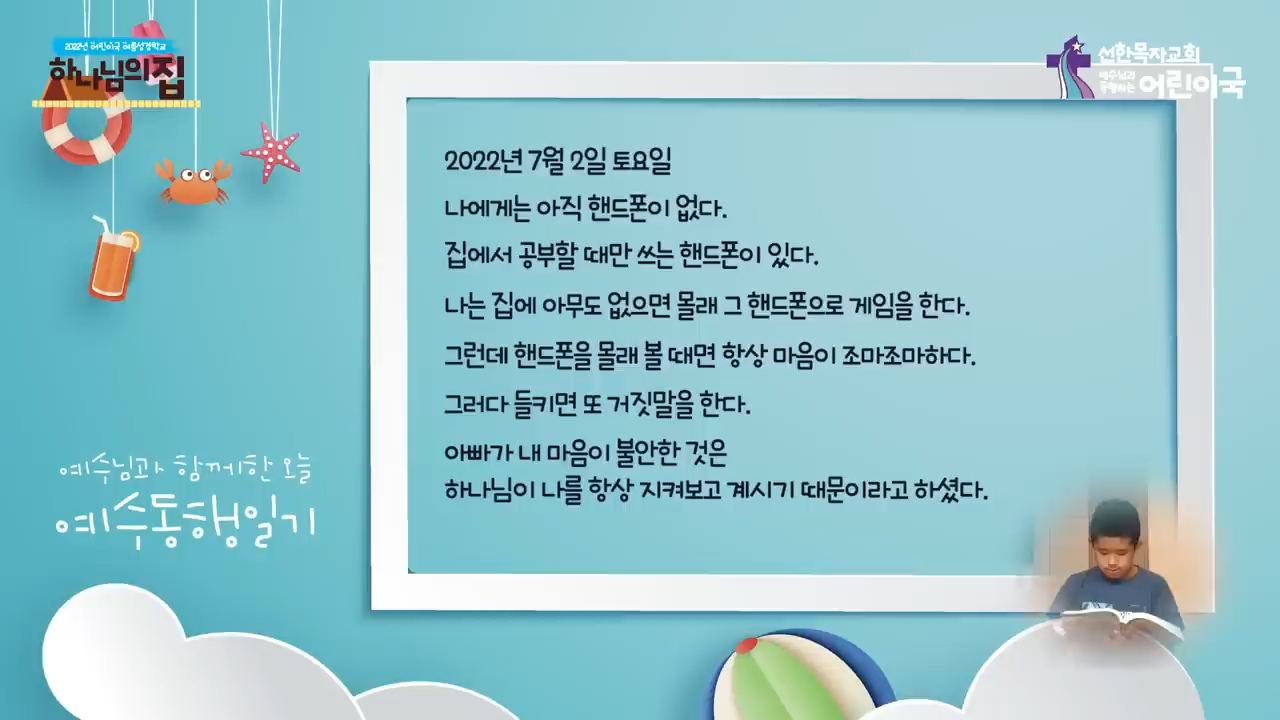 2022년 어린이국 여름성경학교
하나님의집
선한목자교회
예수님과
동행하는
어린이국
2022년 7월 2일 토요일
나에게는 아직 핸드폰이 없다.
집에서 공부할 때만 쓰는 핸드폰이 있다.
나는 집에 아무도 없으면 몰래 그 핸드폰으로 게임을 한다.
그런데 핸드폰을 몰래 볼 때면 항상 마음이 조마조마하다.
그러다 들키면 또 거짓말을 한다.
아빠가 내 마음이 불안한 것은
하나님이 나를 항상 지켜보고 계시기 때문이라고 하셨다.
예수님과 함께한 오늘
예수동행일기